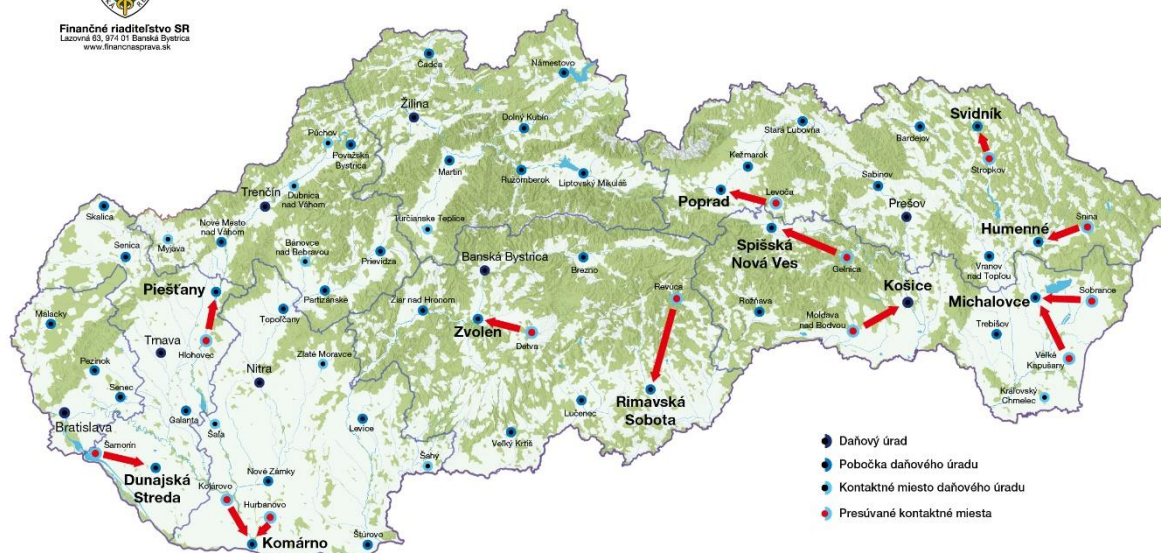 Finančné riaditeľstvo SR
Lazovná 63, 974 01 Banská Bystrica
www.financnasprava.sk
Čadca
Námestovo
Žilina
Dolný Kubín
Svidník
Stará Ľubovňa
Bardejov
Púchov
Považská
Bystrica
Martin
Ružomberok
Liptovský Mikuláš
Kežmarok
Stropkov
Dubnica
nad Váhom
Poprad
Levoča
Sabinov
Trenčín
Skalica
Nové Mesto
nad Váhom
Turčianske Teplice
Prešov
Snina
Senica
Myjava
Bánovce
nad Bebravou
Prievidza
Banská Bystrica
Brezno
Spišská
Nová Ves
Gelnica
Humenné
Vranov
nad Topľou
Piešťany
Partizánske
Žiar nad Hronom
Revúca
Rožňava
Košice
Michalovce
Sobrance
Malacky
Topoľčany
Zvolen
Detva
Moldava
nad Bodvou
Trebišov
Trnava
Hlohovec
Zlaté Moravce
Veľké
Kapušany
Pezinok
Nitra
Senec
Rimavská
Sobota
Kráľovský
Chmelec
Bratislava
Galanta
Šaľa
Levice
Lučenec
Veľký Krtíš
Šamorín
Dunajská
Streda
Nové Zámky
Šahy
Kolárovo
Hurbanovo
Komárno
Štúrovo
Daňový úrad
Pobočka daňového úradu
Kontaktné miesto daňového úradu
Presúvané kontaktné miesta